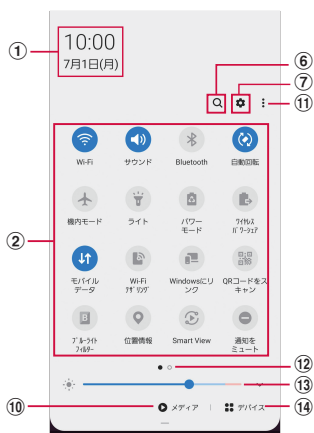 ① 10:00
7月1日(月)
⑥
⑦
⑪
②
Wi-Fi サウンド Bluetooth 自動回転
機内モード ライト パワー ワイヤレス
モード パワーシェア
モバイル Wi-Fi Windowsにリ QRコードをス
データ テザリング ンク キャン
B
ブルーライト 位置情報 Smart View 通知を
フィルター ミュート
⑫
⑬
⑩ メディア | デバイス ⑭